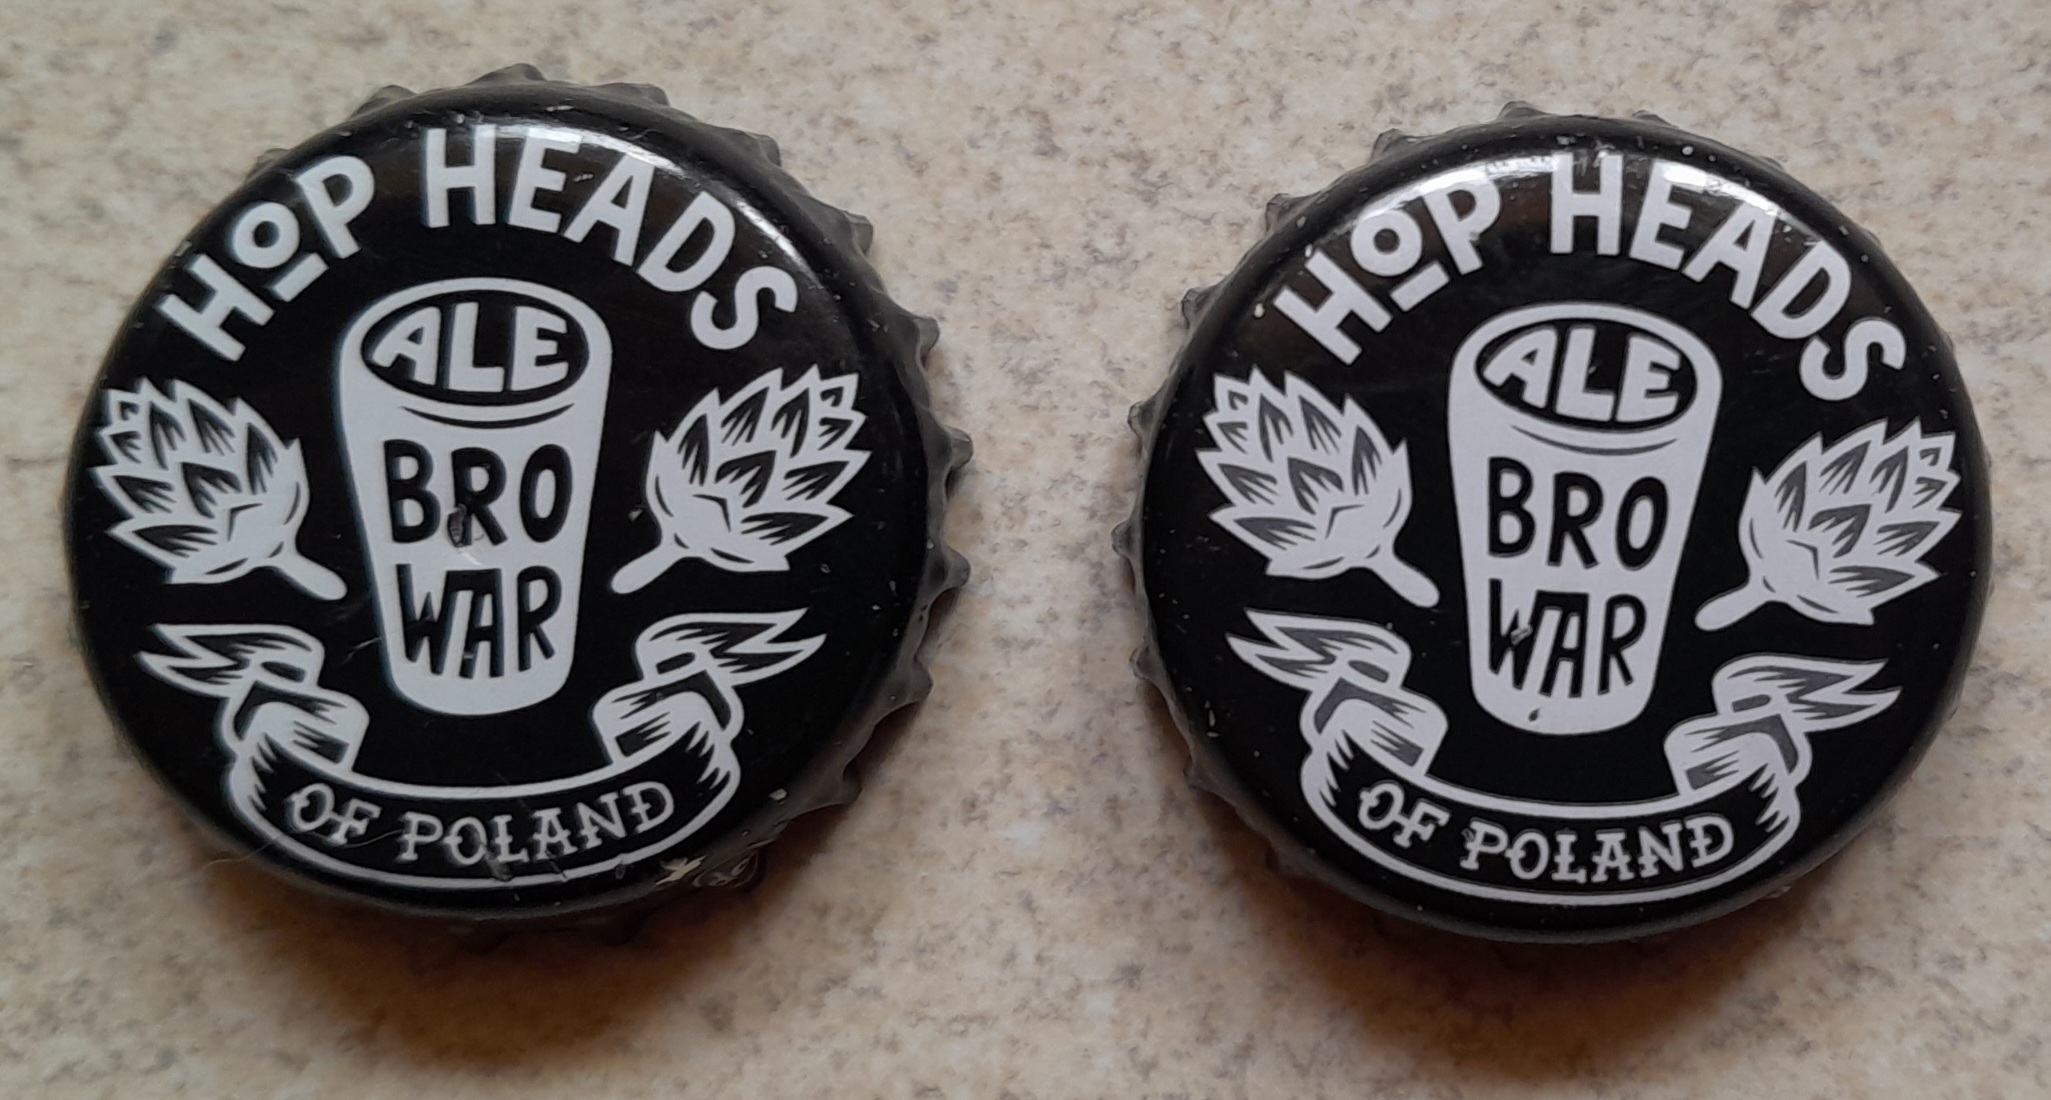 HOP HEADS
ALE
BRO
WAR
OF POLAND
HOP HEADS
ALE
BRO
WAR
OF POLAND